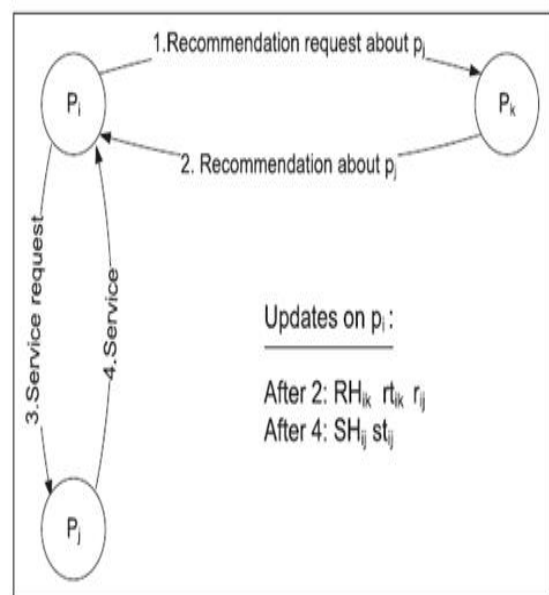 1.Recommendation request about pⱼ
Pᵢ
Pₖ
2. Recommendation about pⱼ
3.Service request
4.Service
Updates on pᵢ:
After 2: RHᵢₖ rtᵢₖ rᵢⱼ
After 4: SHᵢⱼ stᵢⱼ
Pⱼ